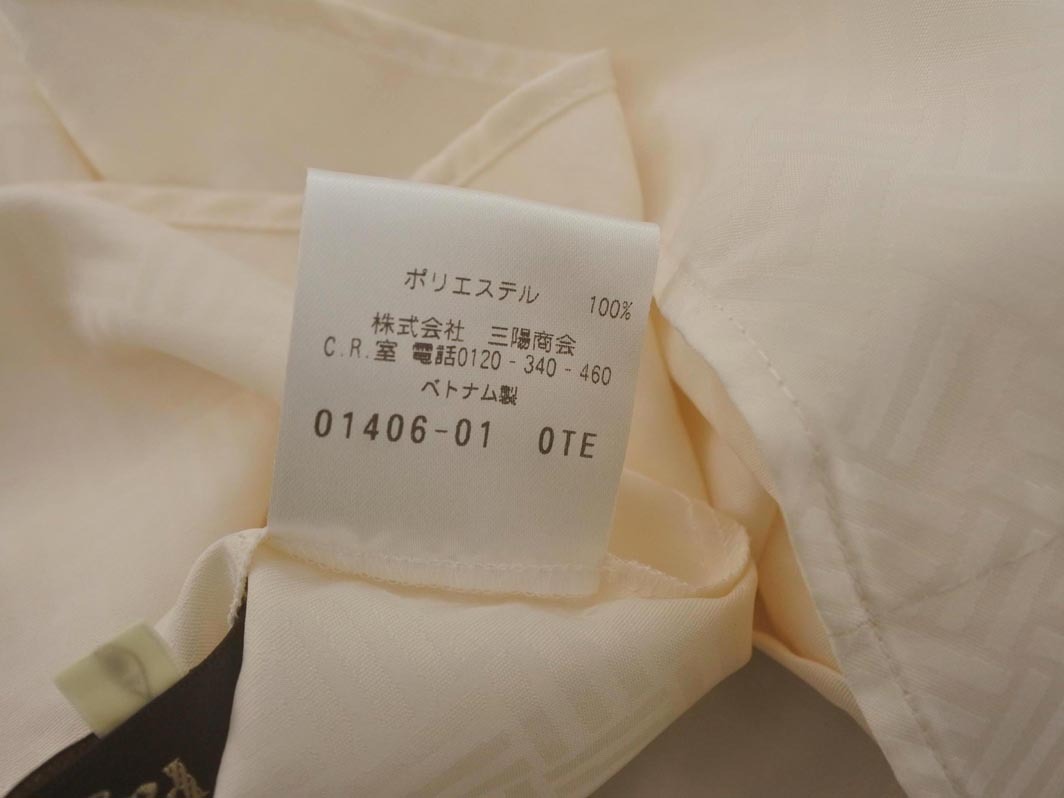 ポリエステル 100%
株式会社 三陽商会
C.R.室 電話0120-340-460
ベトナム製
01406-01 0TE